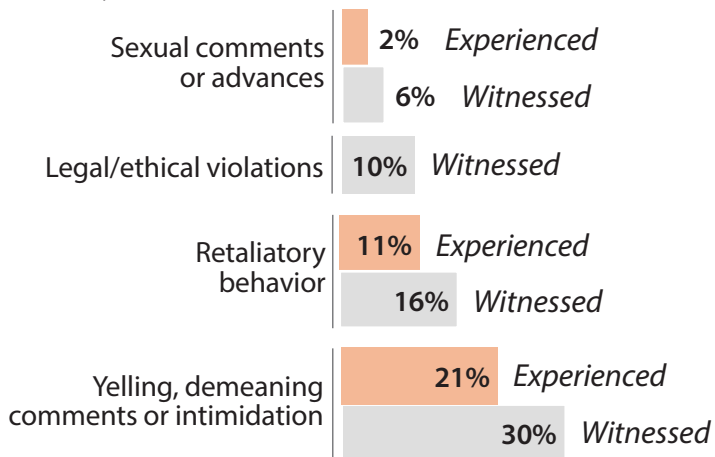 Sexual comments
or advances
2% Experienced
6% Witnessed
Legal/ethical violations
10% Witnessed
Retaliatory
behavior
11% Experienced
16% Witnessed
Yelling, demeaning
comments or intimidation
21% Experienced
30% Witnessed